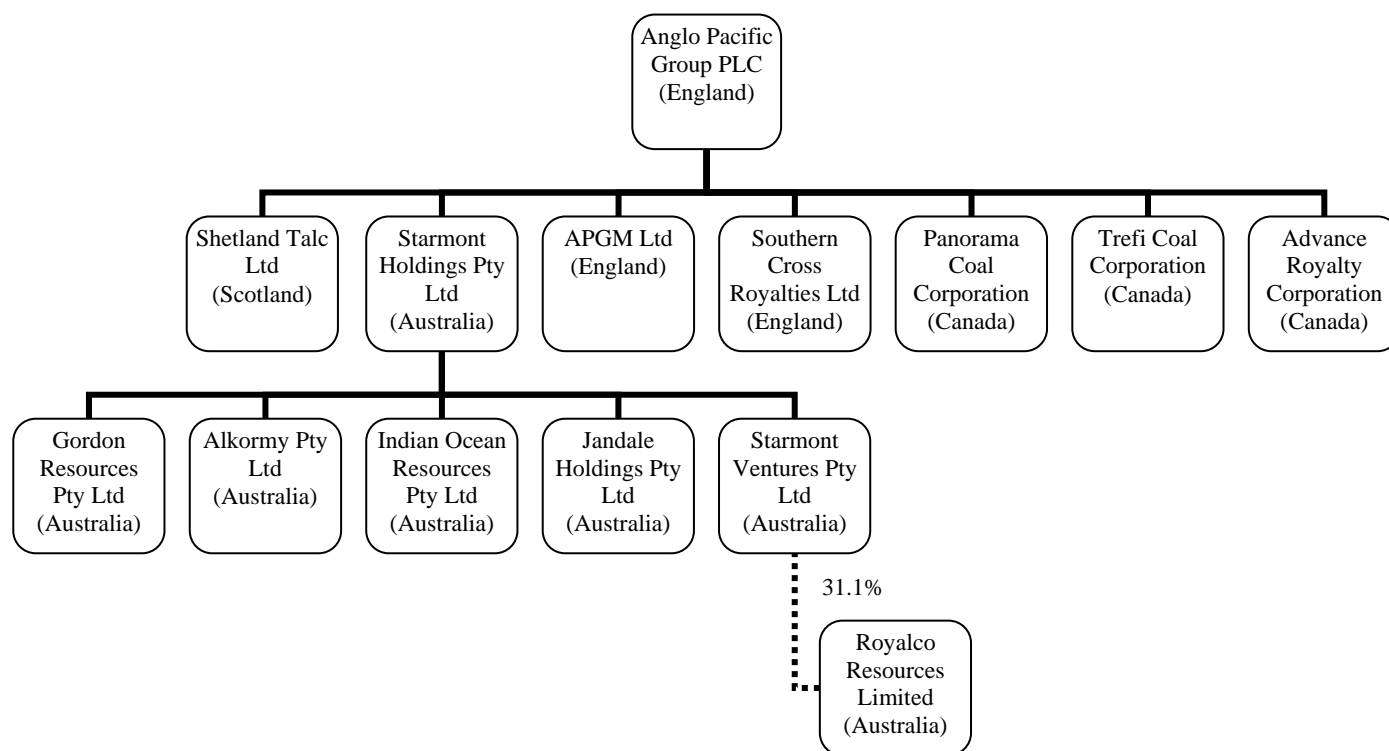 Anglo Pacific
Group PLC
(England)
Shetland Talc
Ltd
(Scotland)
Starmont
Holdings Pty
Ltd
(Australia)
APGM Ltd
(England)
Southern
Cross
Royalties Ltd
(England)
Panorama
Coal
Corporation
(Canada)
Trefi Coal
Corporation
(Canada)
Advance
Royalty
Corporation
(Canada)
Gordon
Resources
Pty Ltd
(Australia)
Alkormy Pty
Ltd
(Australia)
Indian Ocean
Resources
Pty Ltd
(Australia)
Jandale
Holdings Pty
Ltd
(Australia)
Starmont
Ventures Pty
Ltd
(Australia)
31.1%
Royalco
Resources
Limited
(Australia)